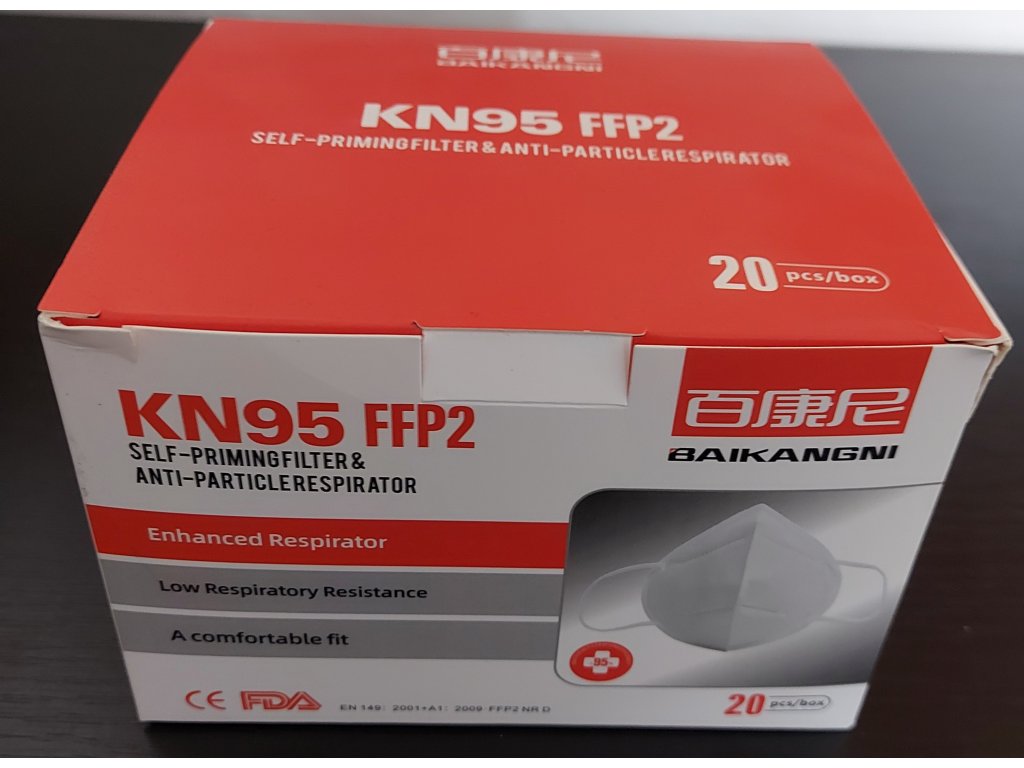 百康尼
BAIKANGNI
KN95 FFP2
SELF-PRIMINGFILTER & ANTI-PARTICLERESPIRATOR
20 pcs/box
KN95 FFP2
SELF-PRIMINGFILTER &
ANTI-PARTICLERESPIRATOR
百康尼
BAIKANGNI
Enhanced Respirator
Low Respiratory Resistance
A comfortable fit
95
CE FDA EN 149: 2001+A1: 2009 FFP2 NR D
20 pcs/box